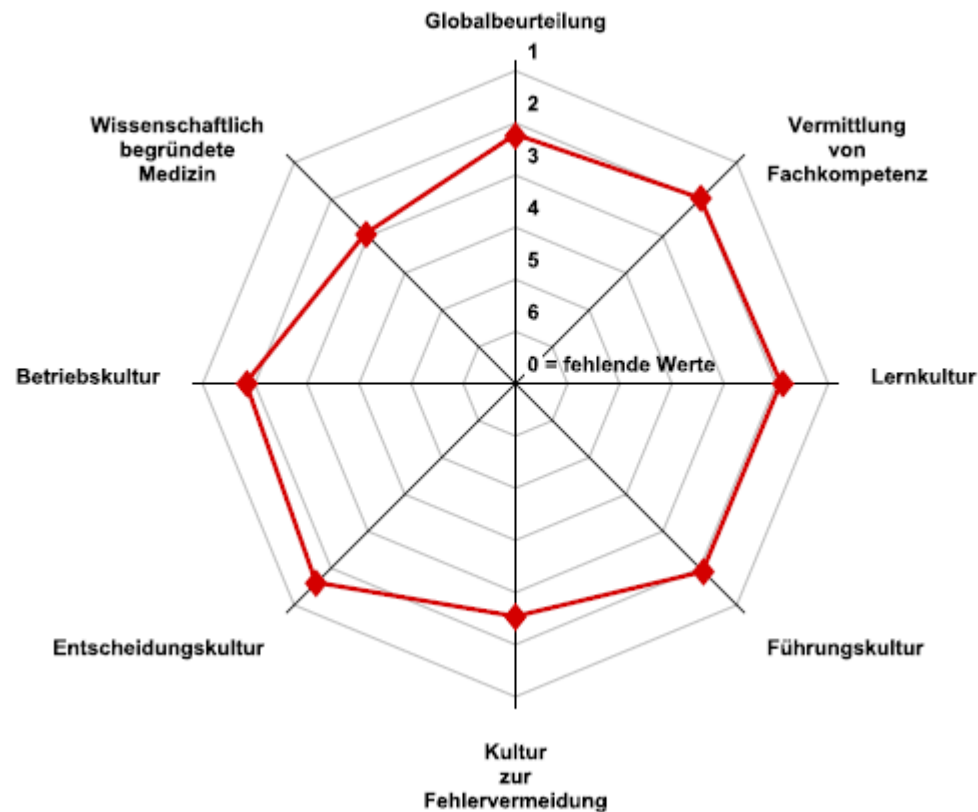 Globalbeurteilung
1
Wissenschaftlich
begründete
Medizin
2
Vermittlung
von
Fachkompetenz
3
4
5
6
0 = fehlende Werte
Betriebskultur
Lernkultur
Entscheidungskultur
Führungskultur
Kultur
zur
Fehlervermeidung